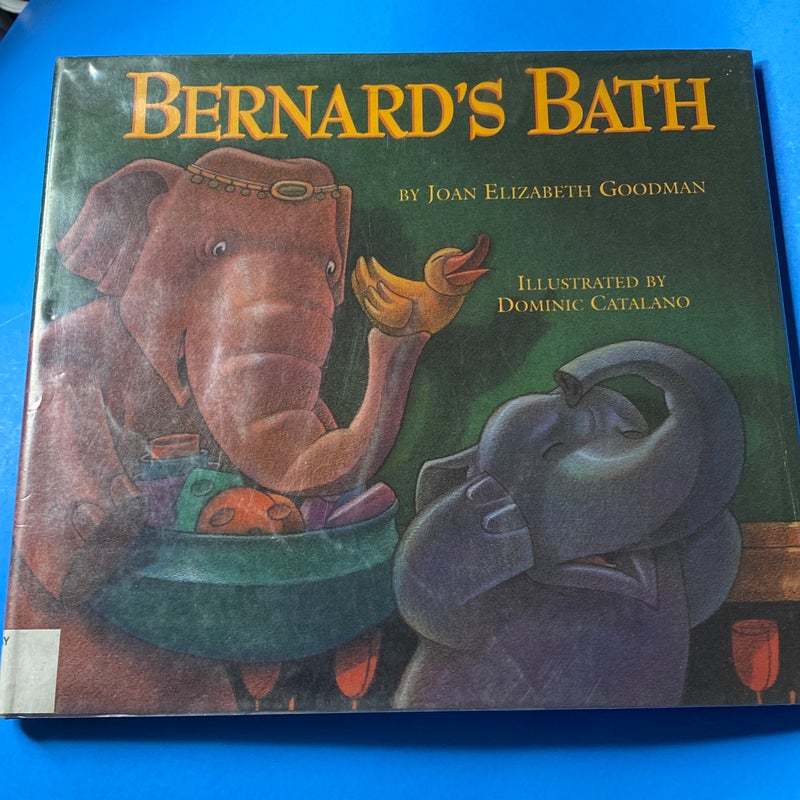 BERNARD'S BATH
BY JOAN ELIZABETH GOODMAN
ILLUSTRATED BY
DOMINIC CATALANO
Y